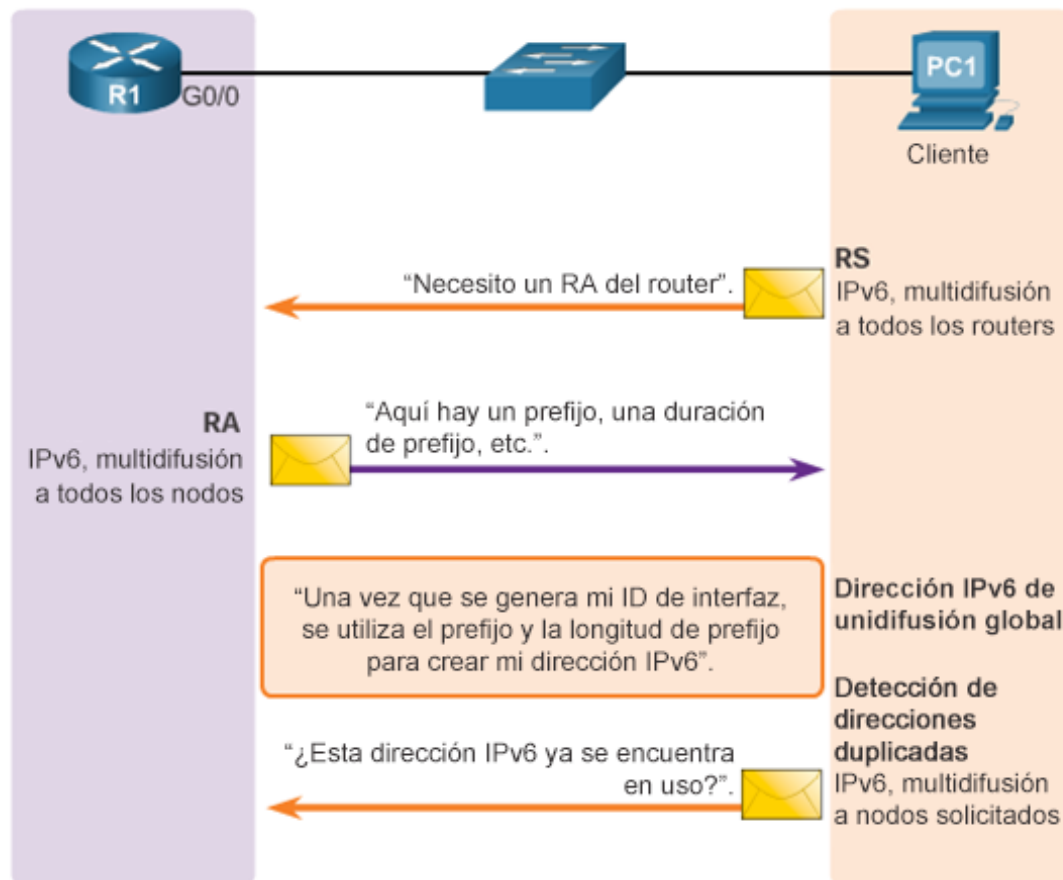 R1
G0/0
PC1
Cliente
“Necesito un RA del router”.
RS
IPv6, multidifusión
a todos los routers
RA
IPv6, multidifusión
a todos los nodos
“Aquí hay un prefijo, una duración
de prefijo, etc.”.
“Una vez que se genera mi ID de interfaz,
se utiliza el prefijo y la longitud de prefijo
para crear mi dirección IPv6”.
Dirección IPv6 de
unidifusión global
“¿Esta dirección IPv6 ya se encuentra
en uso?”.
Detección de
direcciones
duplicadas
IPv6, multidifusión
a nodos solicitados